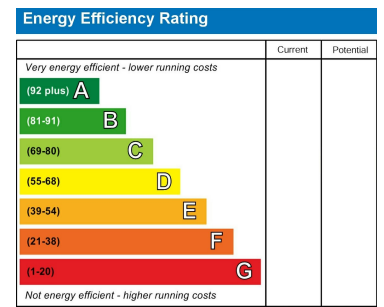 Energy Efficiency Rating
Current Potential
Very energy efficient - lower running costs
(92 plus) A
(81-91) B
(69-80) C
(55-68) D
(39-54) E
(21-38) F
(1-20) G
Not energy efficient - higher running costs